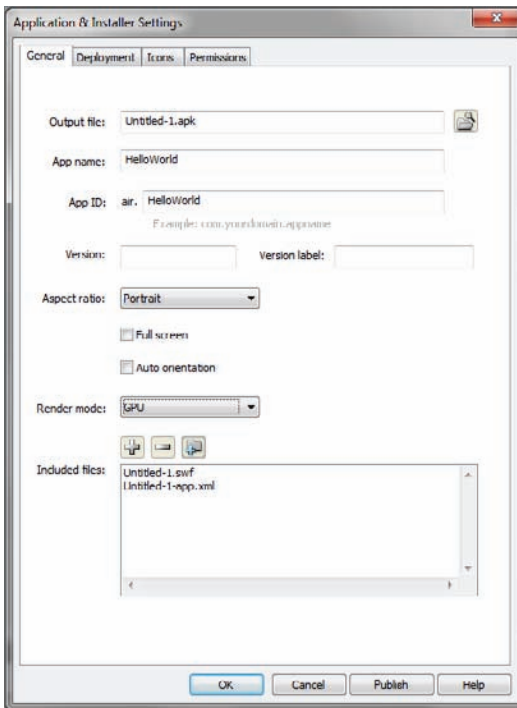 Application & Installer Settings
General Deployment Icons Permissions
Output file: Untitled-1.apk
App name: HelloWorld
App ID: air. HelloWorld
Example: com.yourdomain.appname
Version: Version label:
Aspect ratio: Portrait
Full screen
Auto orientation
Render mode: GPU
Included files: Untitled-1.swf
Untitled-1-app.xml
OK Cancel Publish Help